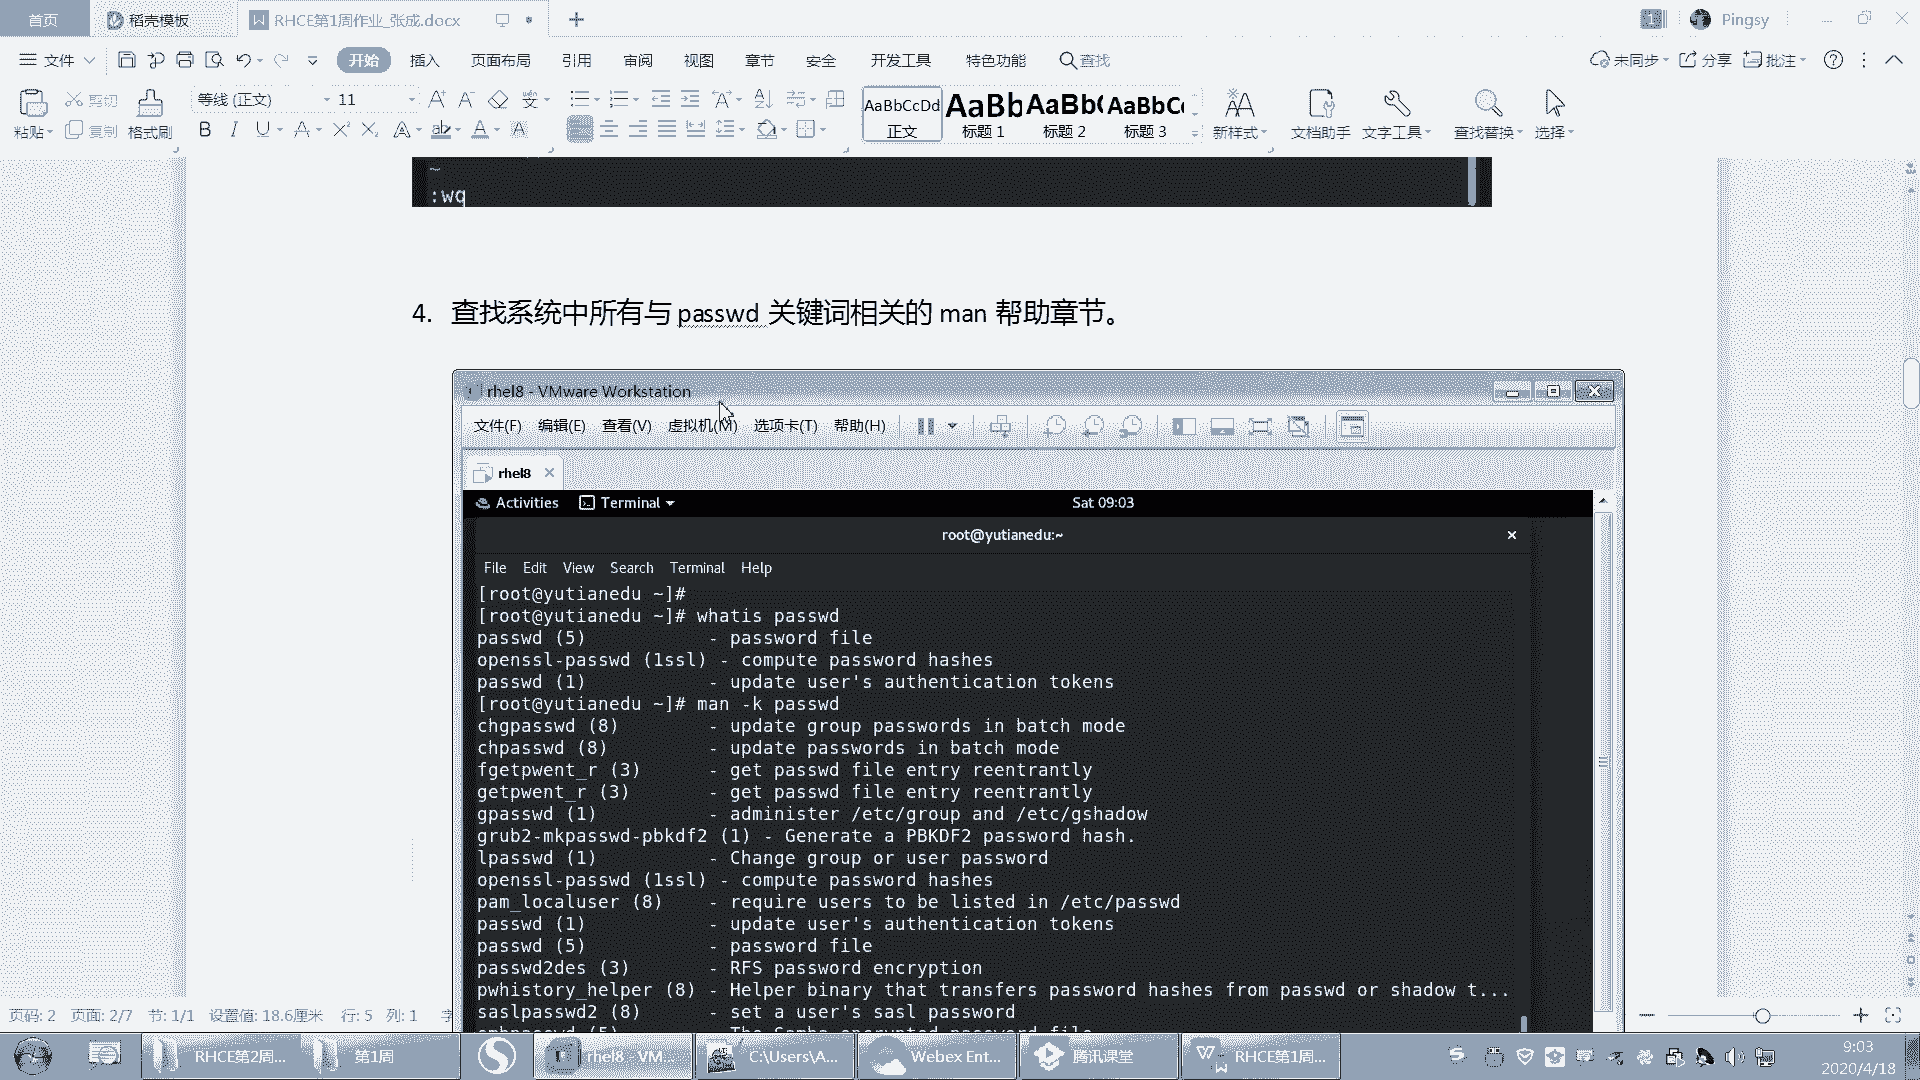 首页
稻壳模板
RHCE第1周作业_张成.docx
Pingsy
文件
开始
插入
页面布局
引用
审阅
视图
章节
安全
开发工具
特色功能
查找
未同步
分享
批注
粘贴
剪切
复制
格式刷
等线 (正文)
11
AaBbCcDd
正文
AaBb
标题 1
AaBb(
标题 2
AaBbC
标题 3
新样式
文档助手
文字工具
查找替换
选择
~
:wq
4. 查找系统中所有与 passwd 关键词相关的 man 帮助章节。
rhel8 - VMware Workstation
文件(F) 编辑(E) 查看(V) 虚拟机(M) 选项卡(T) 帮助(H)
rhel8
Activities
Terminal
Sat 09:03
root@yutianedu:~
File Edit View Search Terminal Help
[root@yutianedu ~]#
[root@yutianedu ~]# whatis passwd
passwd (5) - password file
openssl-passwd (1ssl) - compute password hashes
passwd (1) - update user's authentication tokens
[root@yutianedu ~]# man -k passwd
chgpasswd (8) - update group passwords in batch mode
chpasswd (8) - update passwords in batch mode
fgetpwent_r (3) - get passwd file entry reentrantly
getpwent_r (3) - get passwd file entry reentrantly
gpasswd (1) - administer /etc/group and /etc/gshadow
grub2-mkpasswd-pbkdf2 (1) - Generate a PBKDF2 password hash.
lpasswd (1) - Change group or user password
openssl-passwd (1ssl) - compute password hashes
pam_localuser (8) - require users to be listed in /etc/passwd
passwd (1) - update user's authentication tokens
passwd (5) - password file
passwd2des (3) - RFS password encryption
pwhistory_helper (8) - Helper binary that transfers password hashes from passwd or shadow t...
saslpasswd2 (8) - set a user's sasl password
smbpasswd (5) - The Samba encrypted password file
页码: 2 页面: 2/7 节: 1/1 设置值: 18.6厘米 行: 5 列: 1 字
RHCE第2周...
第1周
rhel8 - VM...
C:\Users\A...
Webex Ent...
腾讯课堂
RHCE第1周...
9:03
2020/4/18